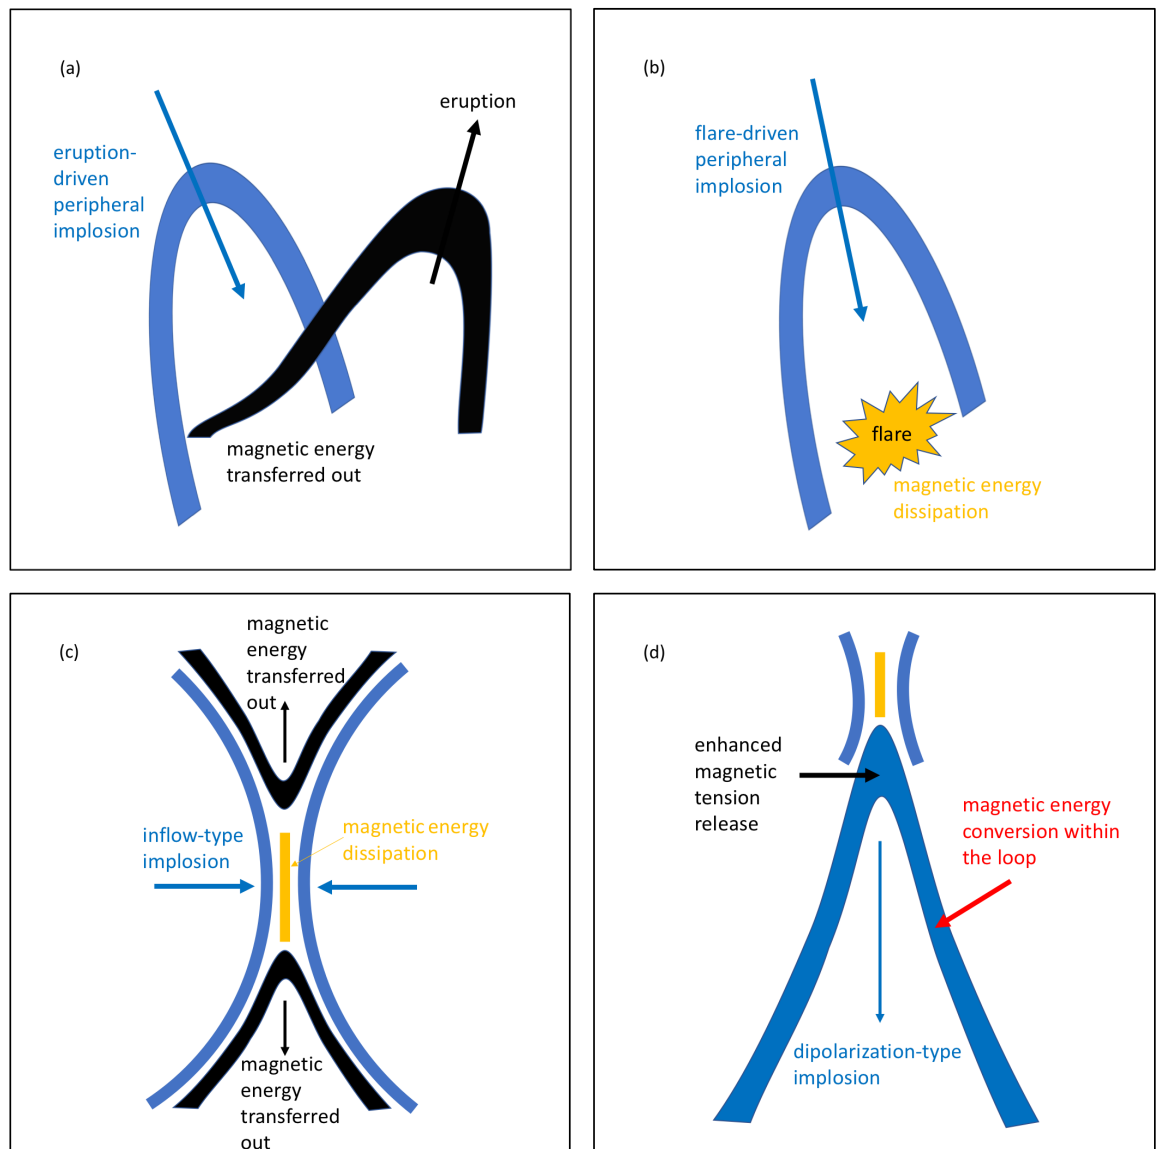 (a)
eruption
eruption-
driven
peripheral
implosion
magnetic energy
transferred out
(b)
flare-driven
peripheral
implosion
flare
magnetic energy
dissipation
(c)
magnetic
energy
transferred
out
inflow-type
implosion
magnetic energy
dissipation
magnetic
energy
transferred
out
(d)
enhanced
magnetic
tension
release
magnetic energy
conversion within
the loop
dipolarization-type
implosion